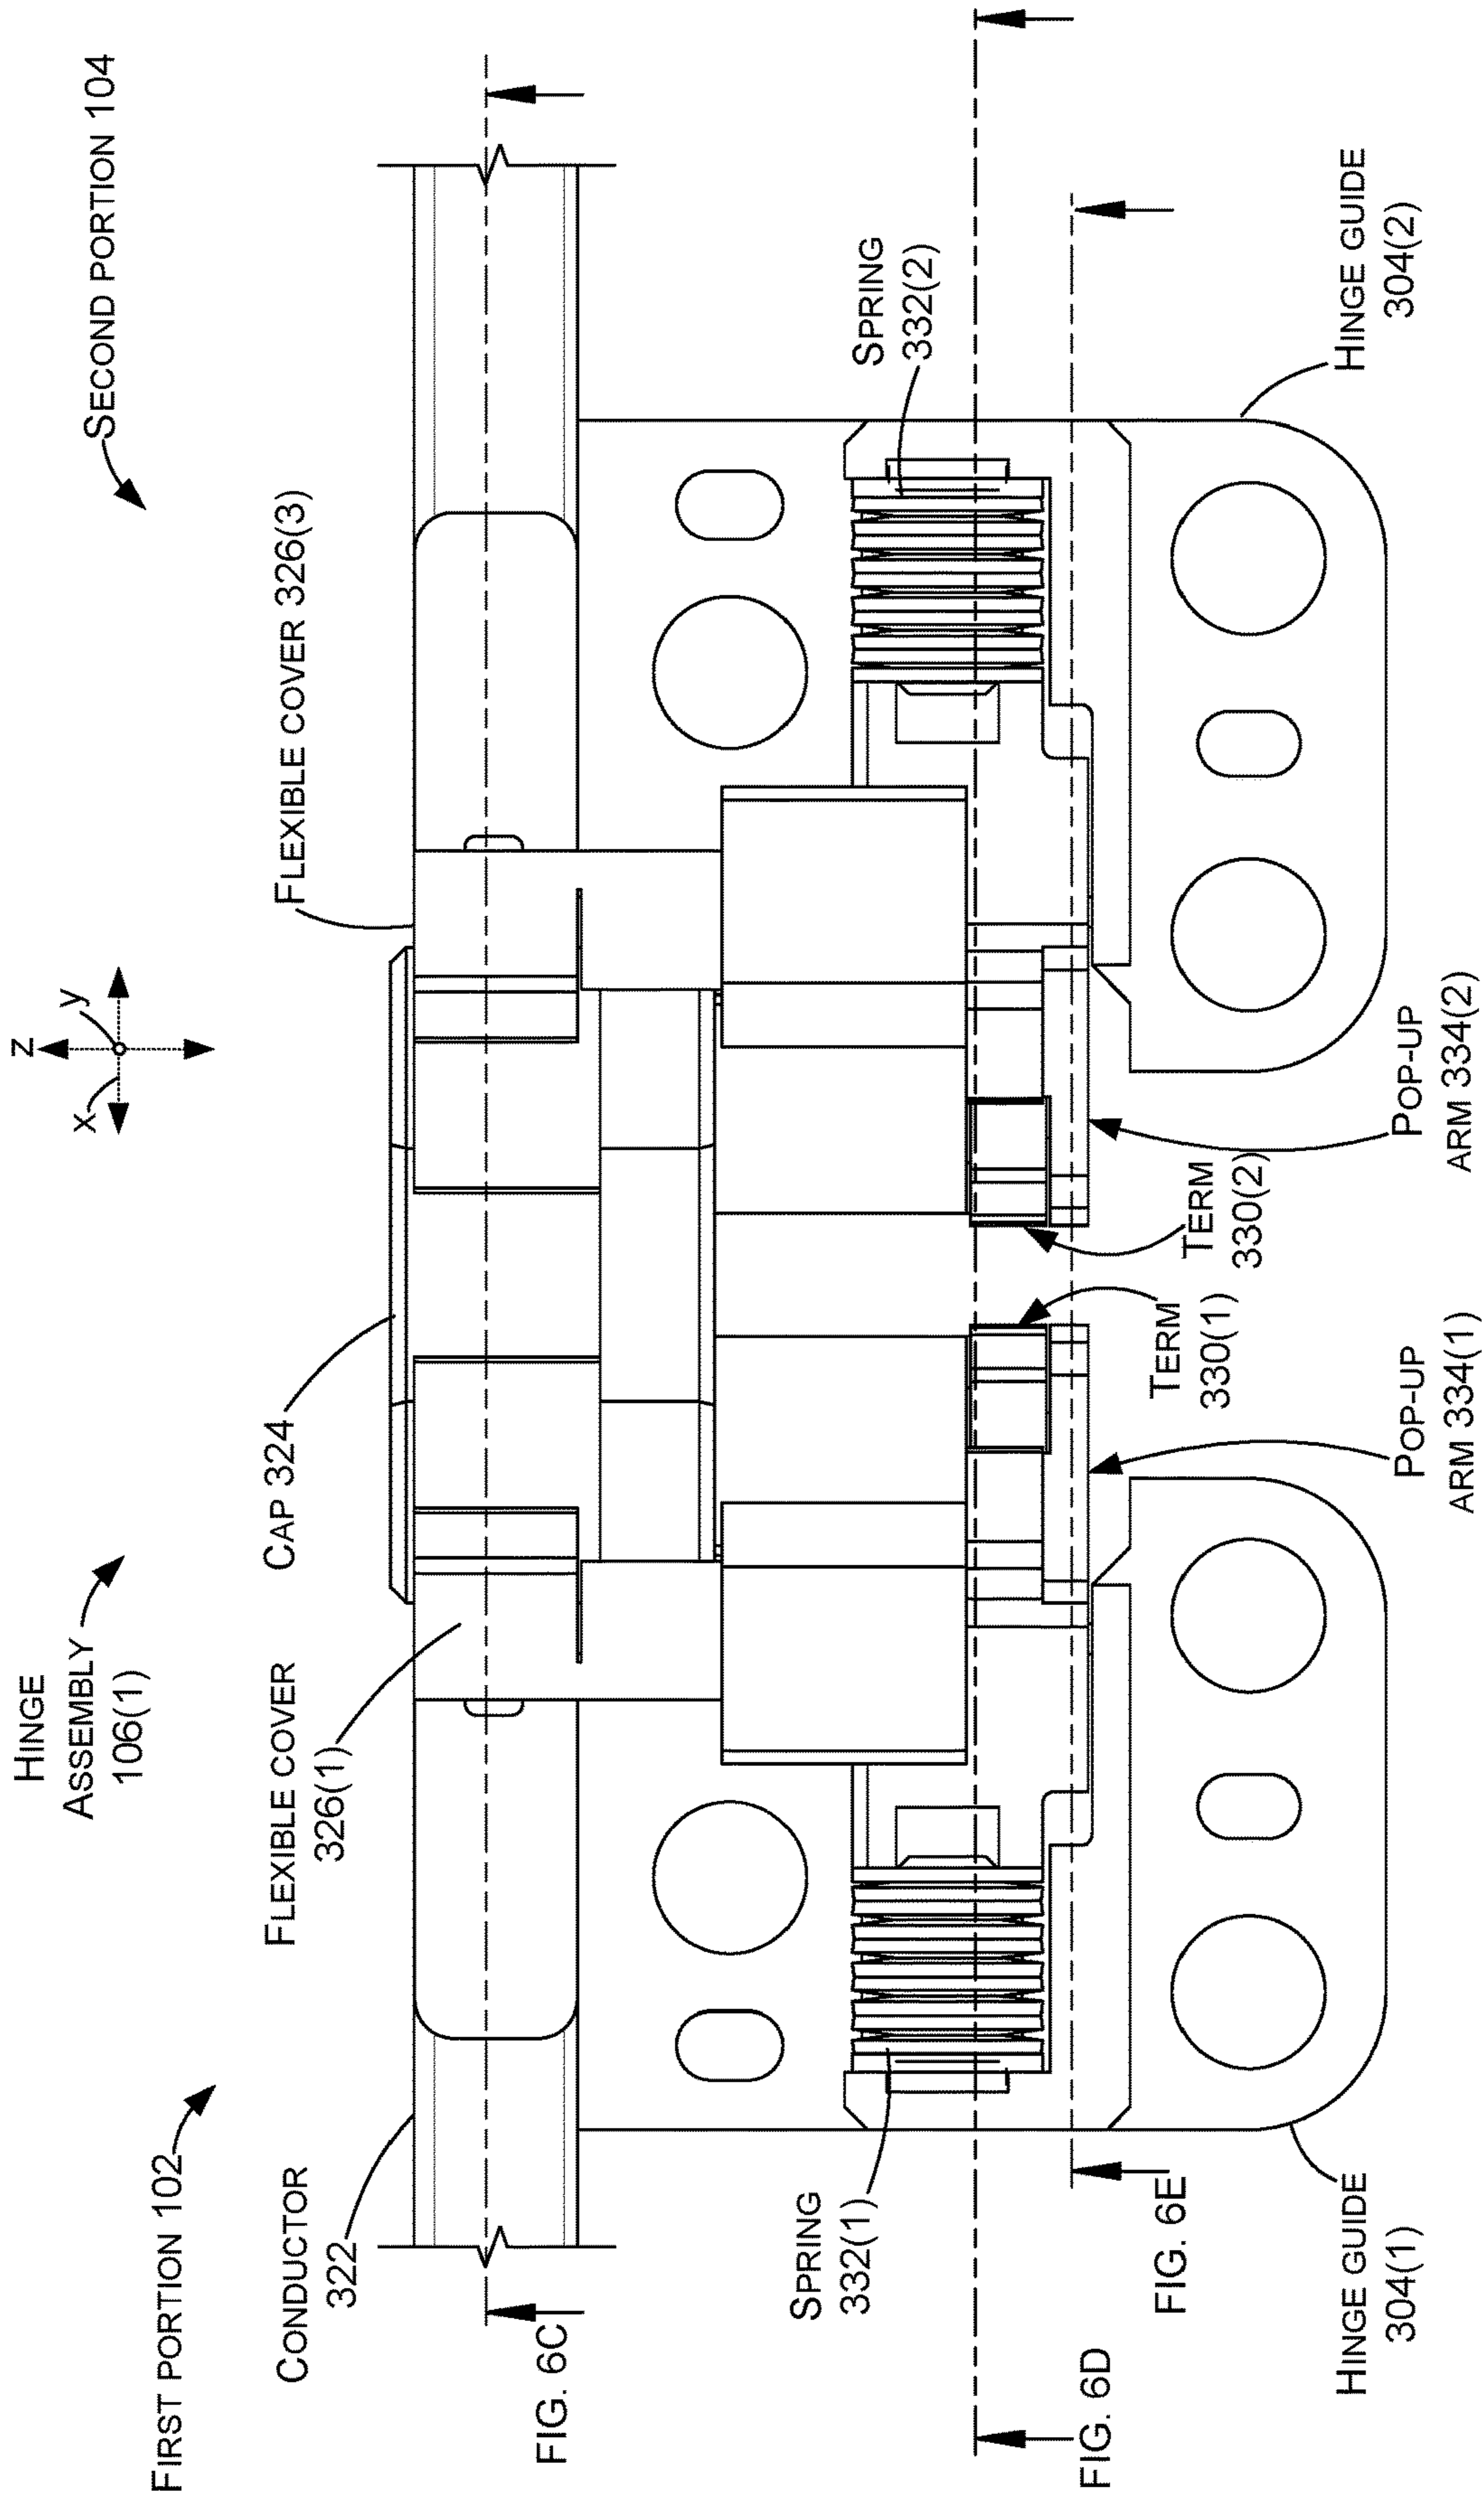 HINGE
ASSEMBLY
106(1)
FIRST PORTION 102
SECOND PORTION 104
z
y
x
CONDUCTOR
322
FLEXIBLE COVER
326(1)
CAP 324
FLEXIBLE COVER 326(3)
FIG. 6C
SPRING
332(1)
SPRING
332(2)
FIG. 6D
FIG. 6E
TERM
330(1)
TERM
330(2)
HINGE GUIDE
304(1)
POP-UP
ARM 334(1)
POP-UP
ARM 334(2)
HINGE GUIDE
304(2)